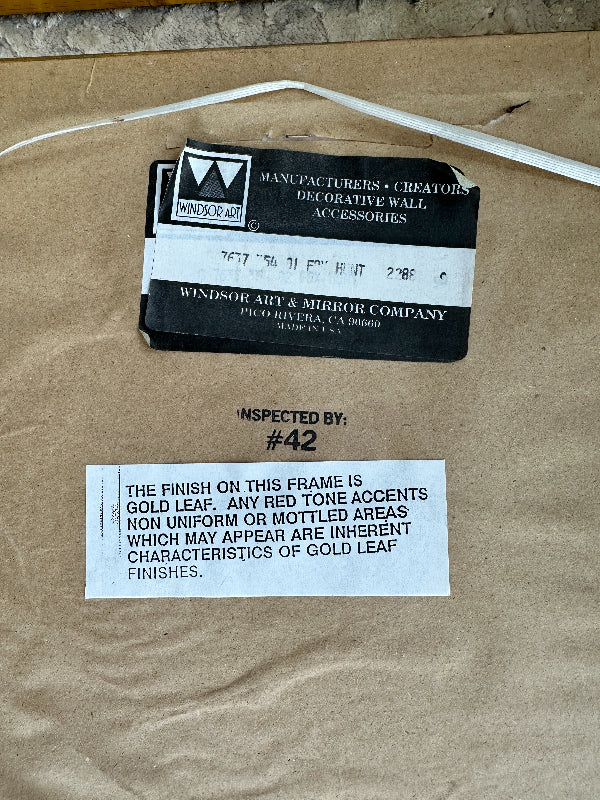 WINDSOR ART
©
MANUFACTURERS • CREATORS
DECORATIVE WALL
ACCESSORIES
HUNT
WINDSOR ART & MIRROR COMPANY
PICO RIVERA, CA 90660
MADE IN USA
INSPECTED BY:
#42
THE FINISH ON THIS FRAME IS
GOLD LEAF. ANY RED TONE ACCENTS
NON UNIFORM OR MOTTLED AREAS
WHICH MAY APPEAR ARE INHERENT
CHARACTERISTICS OF GOLD LEAF
FINISHES.